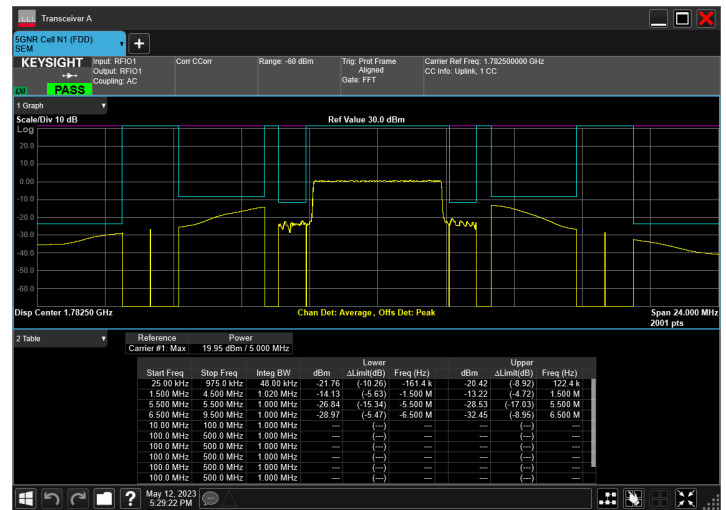 Transceiver A
5GNR Cell N1 (FDD)
SEM
KEYSIGHT
LXI
PASS
Input: RFIO1
Output: RFIO1
Coupling: AC
Corr CCorr
Range: -60 dBm
Trig: Prot Frame
Aligned
Gate: FFT
Carrier Ref Freq: 1.782500000 GHz
CC Info: Uplink, 1 CC
1 Graph
Scale/Div 10 dB Ref Value 30.0 dBm
Log
20.0
10.0
0.00
-10.0
-20.0
-30.0
-40.0
-50.0
-60.0
Disp Center 1.78250 GHz Chan Det: Average , Offs Det: Peak Span 24.000 MHz
2001 pts
2 Table
Reference Power
Carrier #1: Max 19.95 dBm / 5.000 MHz
Lower Upper
Start Freq Stop Freq Integ BW dBm ΔLimit(dB) Freq (Hz) dBm ΔLimit(dB) Freq (Hz)
25.00 kHz 975.0 kHz 48.00 kHz -21.76 (-10.26) -161.4 k -20.42 (-8.92) 122.4 k
1.500 MHz 4.500 MHz 1.020 MHz -14.13 (-5.63) -1.500 M -13.22 (-4.72) 1.500 M
5.500 MHz 5.500 MHz 1.000 MHz -26.84 (-15.34) -5.500 M -28.53 (-17.03) 5.500 M
6.500 MHz 9.500 MHz 1.000 MHz -28.97 (-5.47) -6.500 M -32.45 (-8.95) 6.500 M
10.00 MHz 100.0 MHz 1.000 MHz --- (---) --- --- (---) ---
100.0 MHz 500.0 MHz 1.000 MHz --- (---) --- --- (---) ---
100.0 MHz 500.0 MHz 1.000 MHz --- (---) --- --- (---) ---
100.0 MHz 500.0 MHz 1.000 MHz --- (---) --- --- (---) ---
100.0 MHz 500.0 MHz 1.000 MHz --- (---) --- --- (---) ---
100.0 MHz 500.0 MHz 1.000 MHz --- (---) --- --- (---) ---
May 12, 2023
5:29:22 PM